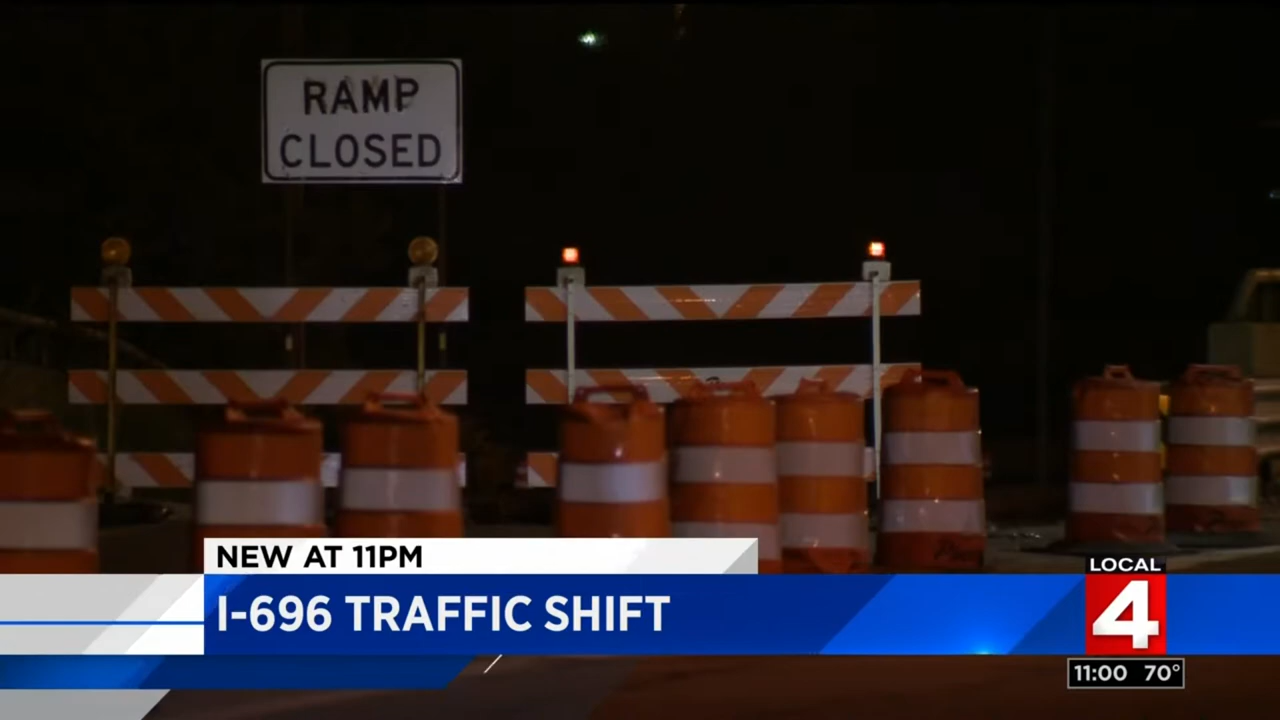 RAMP
CLOSED
NEW AT 11PM
I-696 TRAFFIC SHIFT
LOCAL
4
11:00 70°